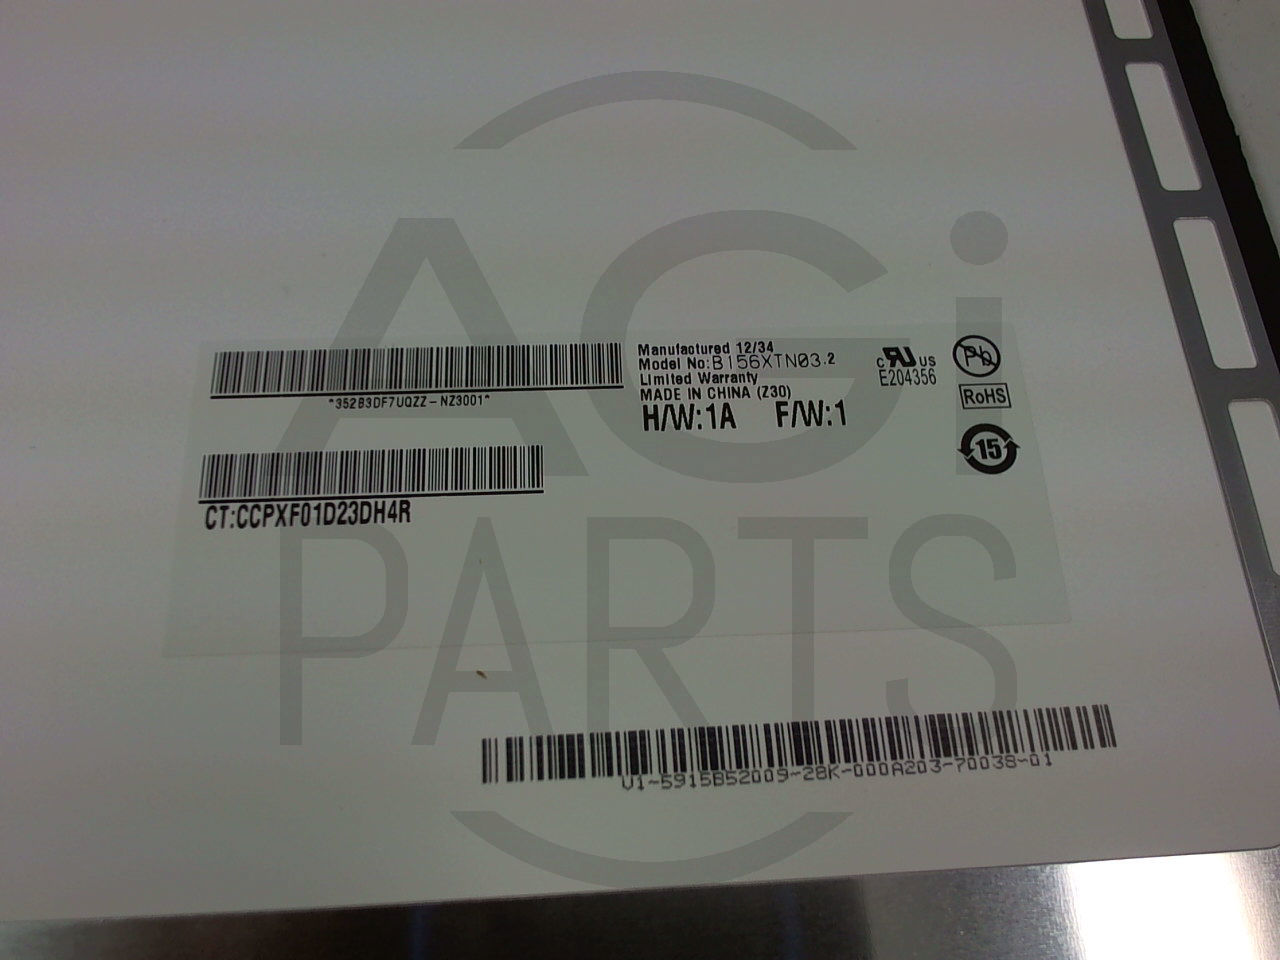 AGi
PARTS
*352B3DF7UQZZ-NZ3001*
CT:CCPXF01D23DH4R
Manufactured 12/34
Model No:B156XTN03.2
Limited Warranty
MADE IN CHINA (Z30)
H/W:1A F/W:1
c UL US
E204356
Pb
RoHS
15
V1-5915B52009-28K-000A203-70038-01